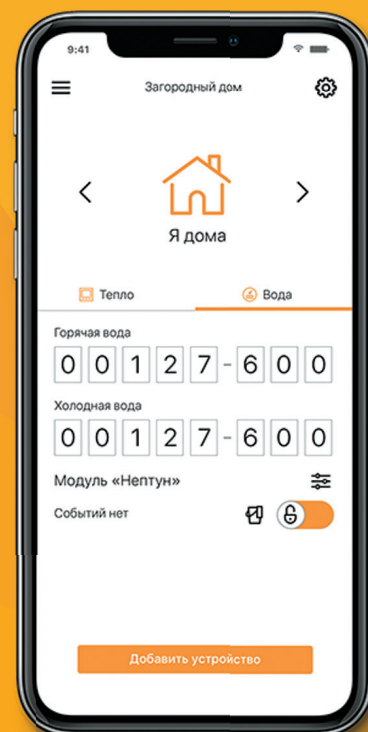 9:41
Загородный дом
Я дома
Тепло
Вода
Горячая вода
00127-600
Холодная вода
00127-600
Модуль «Нептун»
Событий нет
Добавить устройство